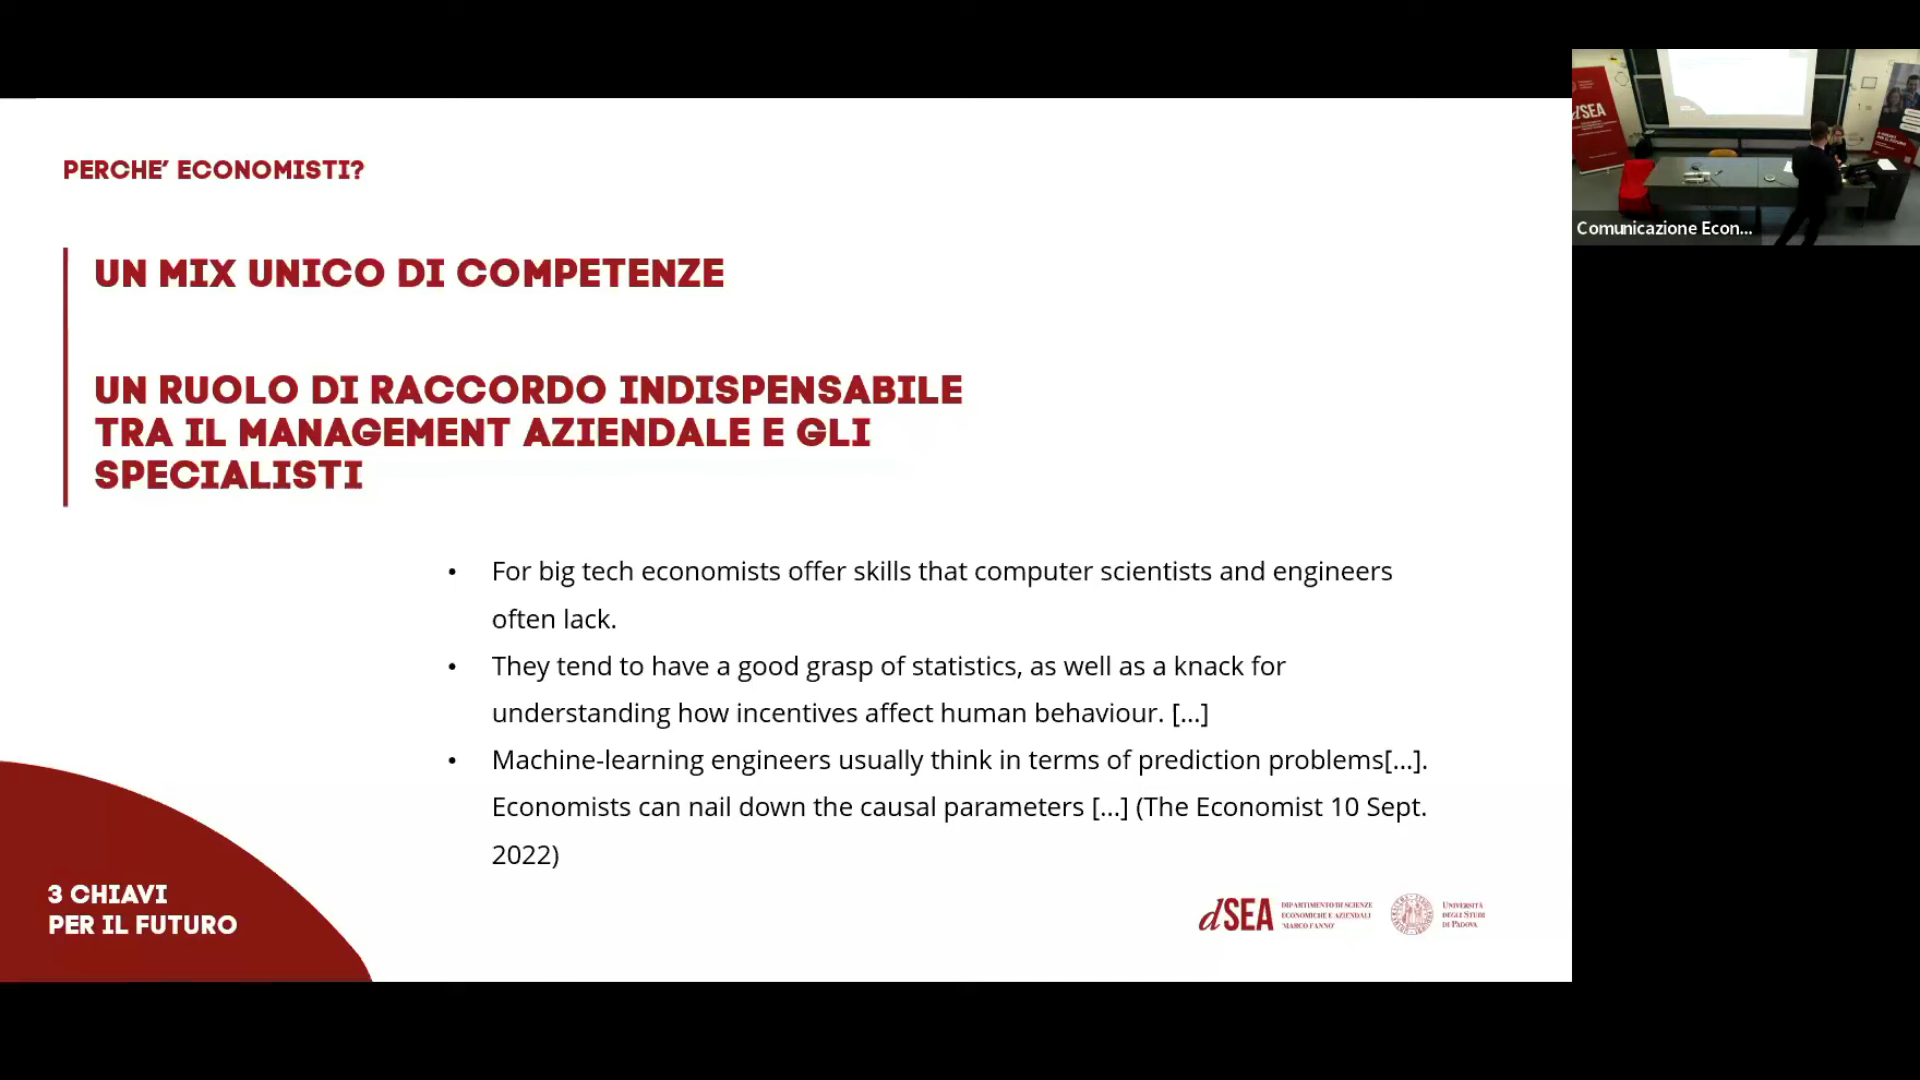 PERCHE’ ECONOMISTI?
UN MIX UNICO DI COMPETENZE
UN RUOLO DI RACCORDO INDISPENSABILE
TRA IL MANAGEMENT AZIENDALE E GLI
SPECIALISTI
• For big tech economists offer skills that computer scientists and engineers
often lack.
• They tend to have a good grasp of statistics, as well as a knack for
understanding how incentives affect human behaviour. [...]
• Machine-learning engineers usually think in terms of prediction problems[...].
Economists can nail down the causal parameters [...] (The Economist 10 Sept.
2022)
3 CHIAVI
PER IL FUTURO
dSEA
DIPARTIMENTO DI SCIENZE
ECONOMICHE E AZIENDALI
'MARCO FANNO'
UNIVERSITÀ
DEGLI STUDI
DI PADOVA
dSEA
Comunicazione Econ...